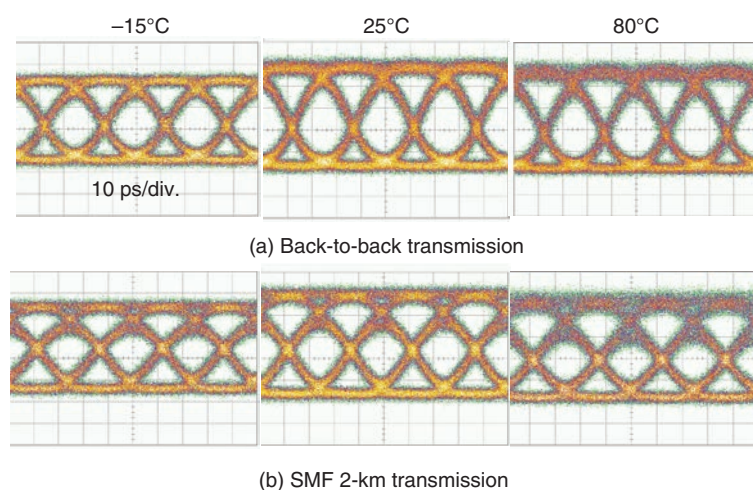 –15°C 25°C 80°C
10 ps/div.
(a) Back-to-back transmission
(b) SMF 2-km transmission